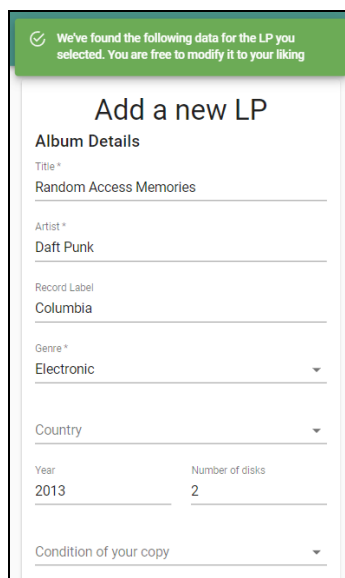 We've found the following data for the LP you
selected. You are free to modify it to your liking
Add a new LP
Album Details
Title *
Random Access Memories
Artist *
Daft Punk
Record Label
Columbia
Genre *
Electronic
Country
Year Number of disks
2013 2
Condition of your copy